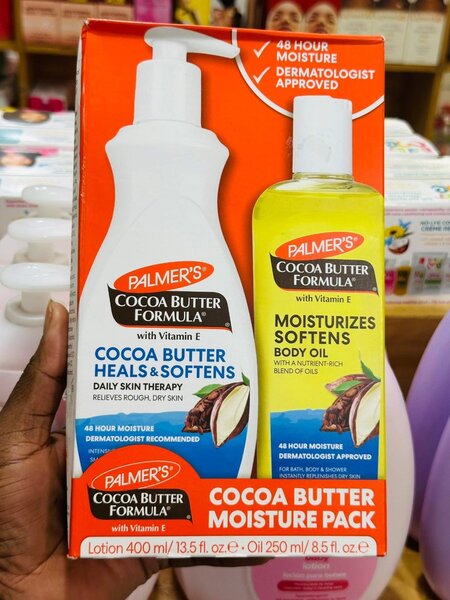 ✓ 48 HOUR
MOISTURE
✓ DERMATOLOGIST
APPROVED
PALMER'S®
COCOA BUTTER
FORMULA®
with Vitamin E
COCOA BUTTER
HEALS & SOFTENS
DAILY SKIN THERAPY
RELIEVES ROUGH, DRY SKIN
48 HOUR MOISTURE
DERMATOLOGIST RECOMMENDED
PALMER'S®
COCOA BUTTER
FORMULA®
with Vitamin E
MOISTURIZES
SOFTENS
BODY OIL
WITH A NUTRIENT-RICH
BLEND OF OILS
48 HOUR MOISTURE
DERMATOLOGIST APPROVED
FOR BATH, BODY & SHOWER
INSTANTLY REPLENISHES DRY SKIN
PALMER'S®
COCOA BUTTER
FORMULA®
with Vitamin E
COCOA BUTTER
MOISTURE PACK
Lotion 400 ml/13.5 fl. oz.℮ • Oil 250 ml/8.5 fl. oz.℮
lotion